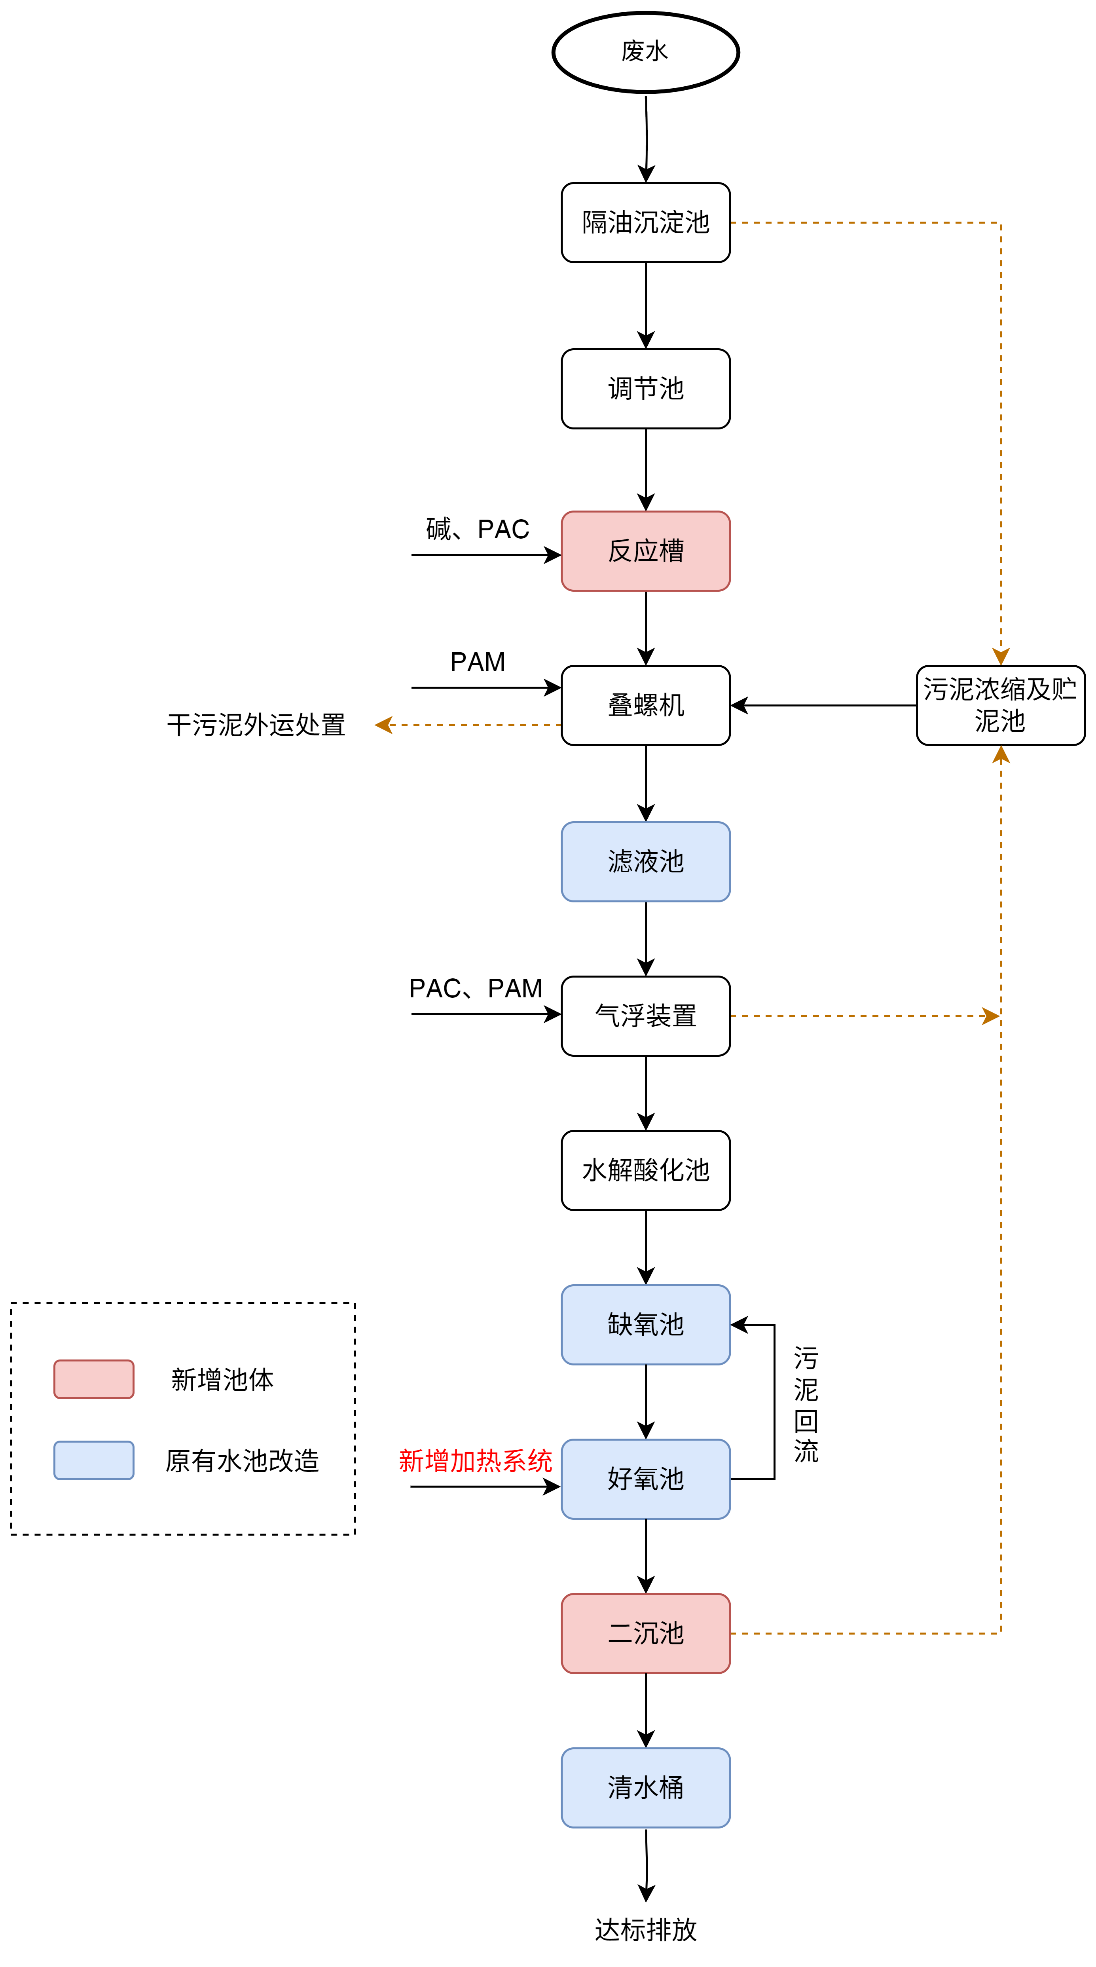 废水
隔油沉淀池
调节池
碱、PAC
反应槽
PAM
叠螺机
污泥浓缩及贮
泥池
干污泥外运处置
滤液池
PAC、PAM
气浮装置
水解酸化池
缺氧池
污
泥
回
流
新增池体
原有水池改造
新增加热系统
好氧池
二沉池
清水桶
达标排放